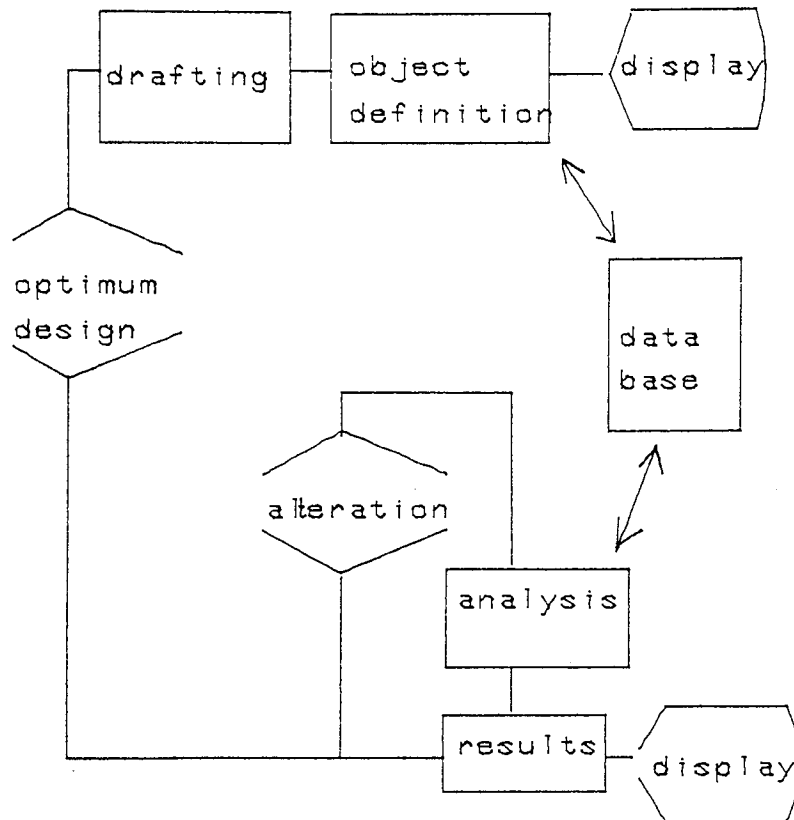 drafting
object
definition
display
optimum
design
data
base
alteration
analysis
results
display